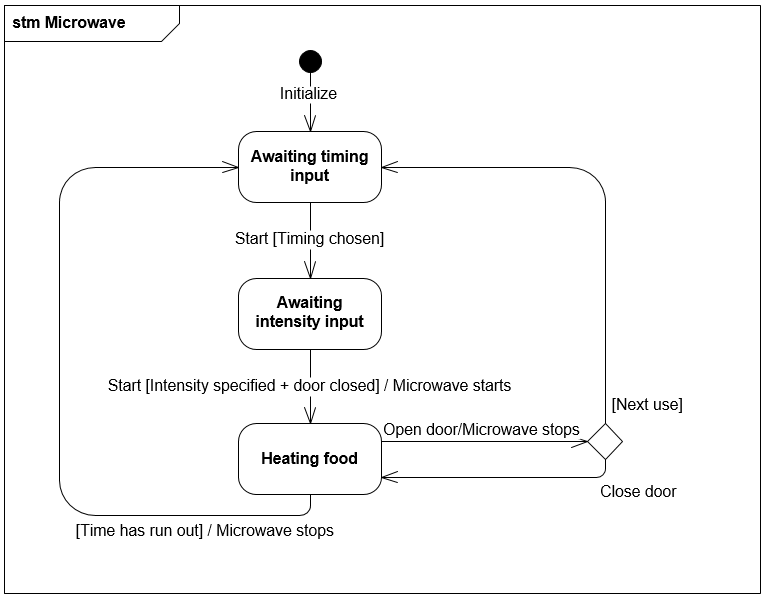 stm Microwave
Initialize
Awaiting timing
input
Start [Timing chosen]
Awaiting
intensity input
Start [Intensity specified + door closed] / Microwave starts
[Next use]
Open door/Microwave stops
Heating food
Close door
[Time has run out] / Microwave stops